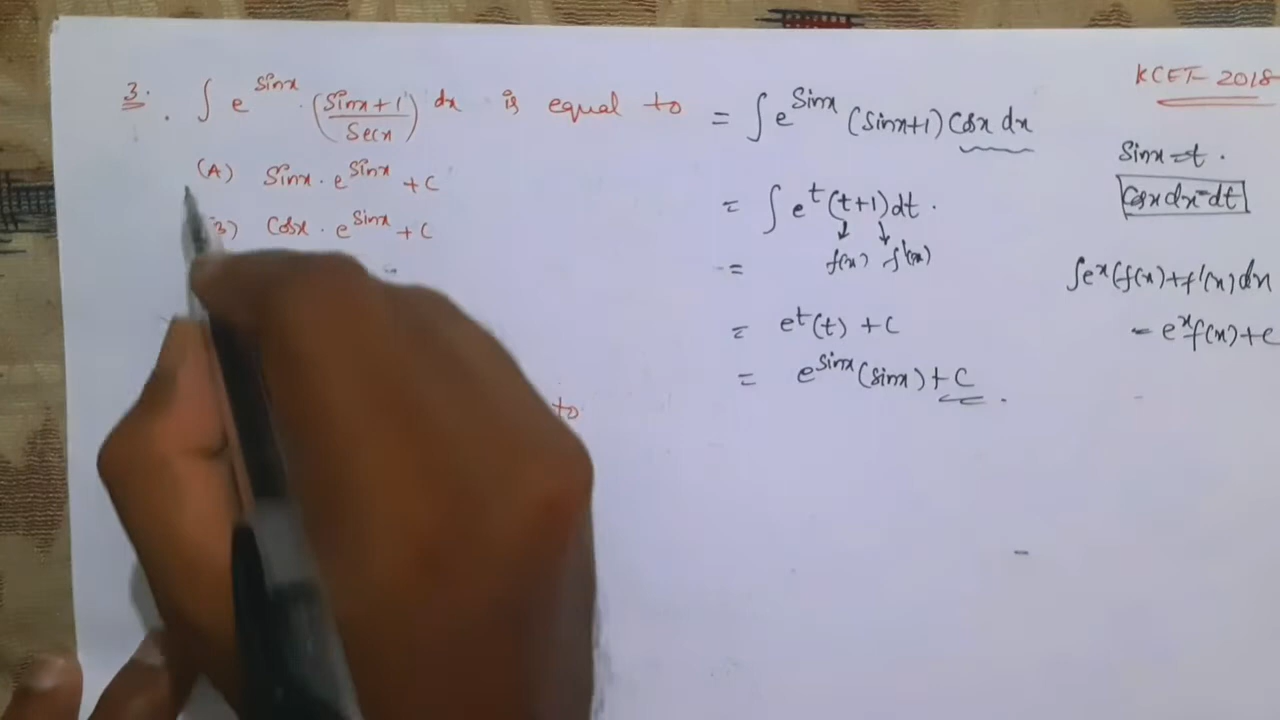 KCET - 2018
3. ∫ e^Sinx . (Sinx+1 / Secx) dx is equal to
(A) Sinx . e^Sinx + C
B) Cosx . e^Sinx + C
to
= ∫ e^Sinx (Sinx+1) Cosx dx
= ∫ e^t (t+1) dt .
f(x) f'(x)
=
= e^t (t) + C
= e^Sinx (Sinx) + C .
Sinx = t .
Cosx dx = dt
∫e^x (f(x) + f'(x)) dx
= e^x f(x) + C